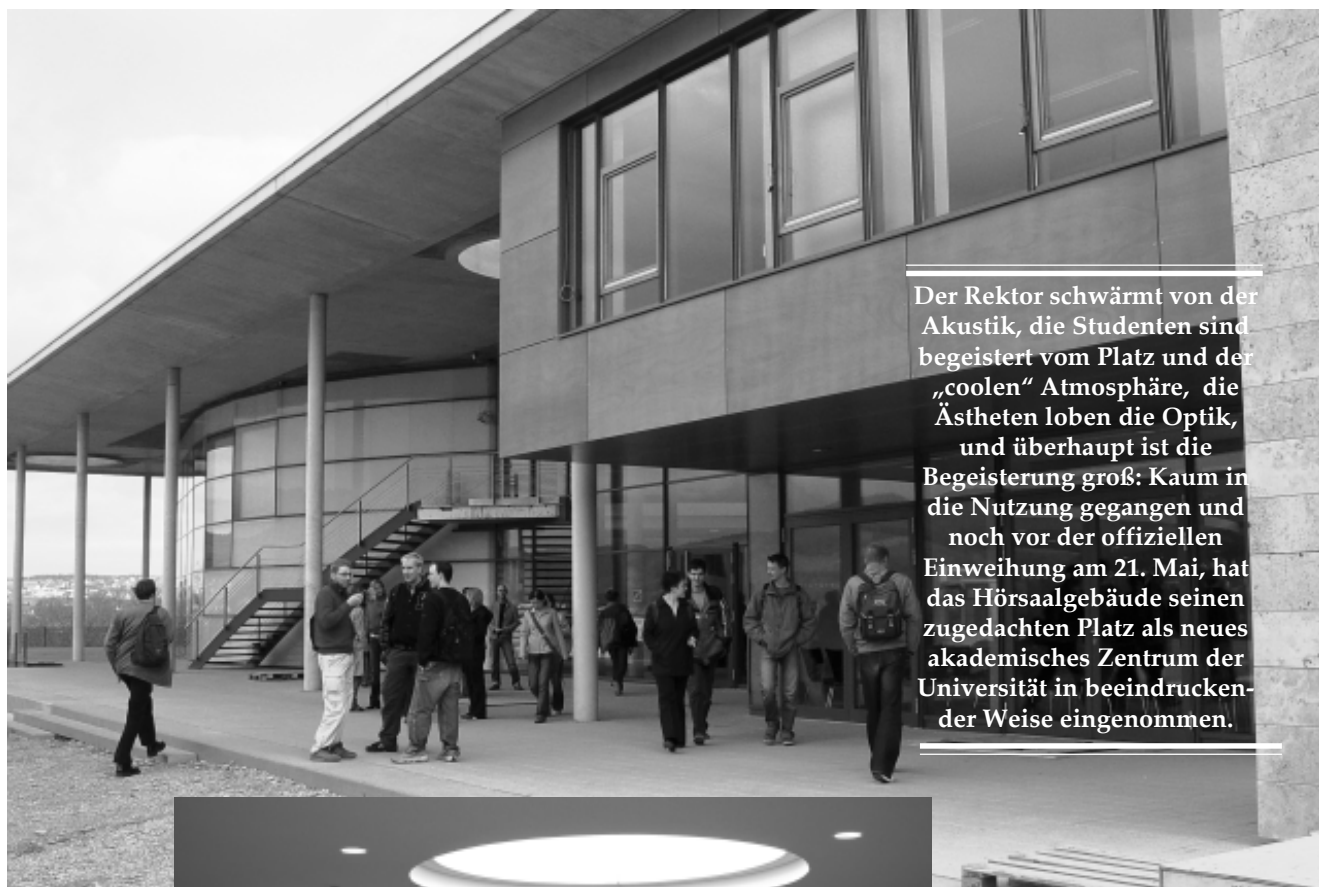 Der Rektor schwärmt von der
Akustik, die Studenten sind
begeistert vom Platz und der
„coolen“ Atmosphäre, die
Ästheten loben die Optik,
und überhaupt ist die
Begeisterung groß: Kaum in
die Nutzung gegangen und
noch vor der offiziellen
Einweihung am 21. Mai, hat
das Hörsaalgebäude seinen
zugedachten Platz als neues
akademisches Zentrum der
Universität in beeindrucken-
der Weise eingenommen.